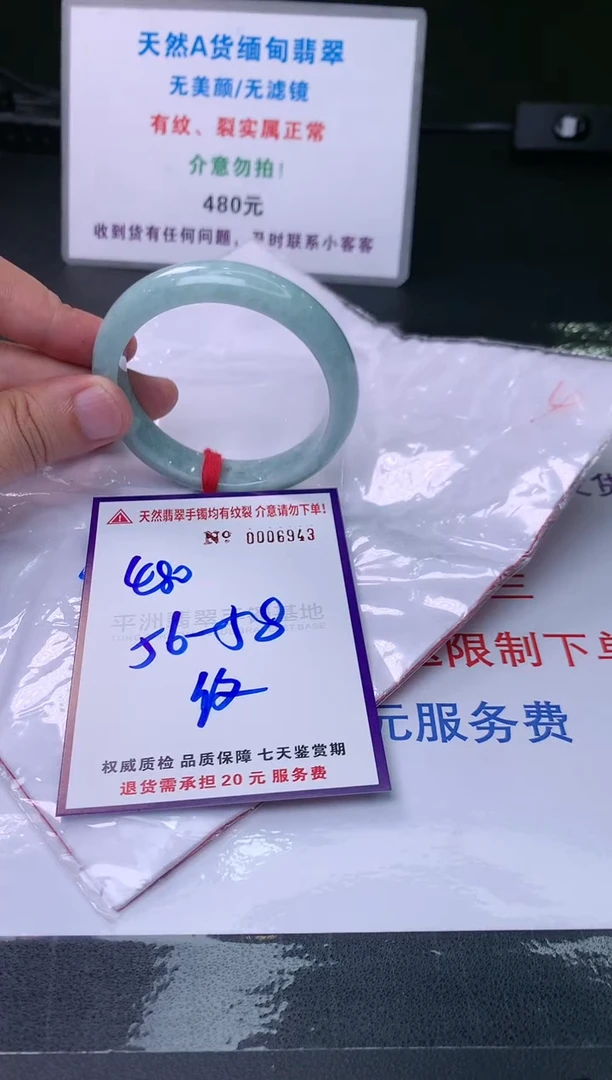 天然A货缅甸翡翠
无美颜/无滤镜
有纹、裂实属正常
介意勿拍!
480元
收到货有任何问题,及时联系小客客
天然翡翠手镯均有纹裂 介意请勿下单!
Nº 0006943
480
56-58
纹
权威质检 品质保障 七天鉴赏期
退货需承担 20 元 服务费
限制下单
元服务费